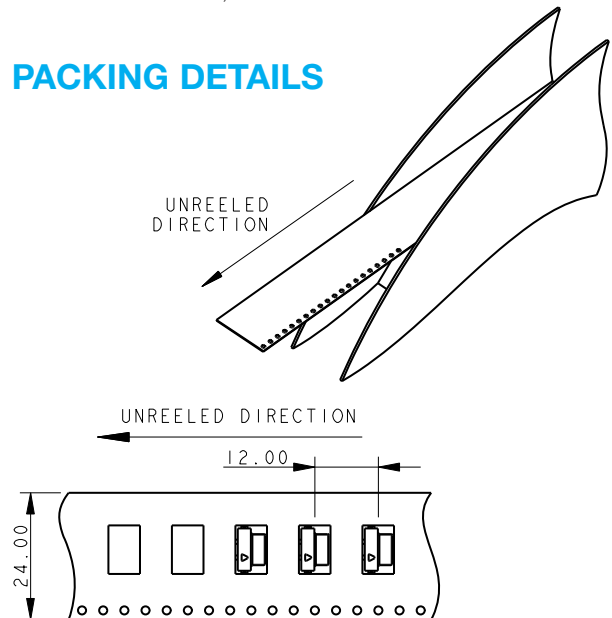 PACKING DETAILS
UNREELED
DIRECTION
UNREELED DIRECTION
12.00
24.00